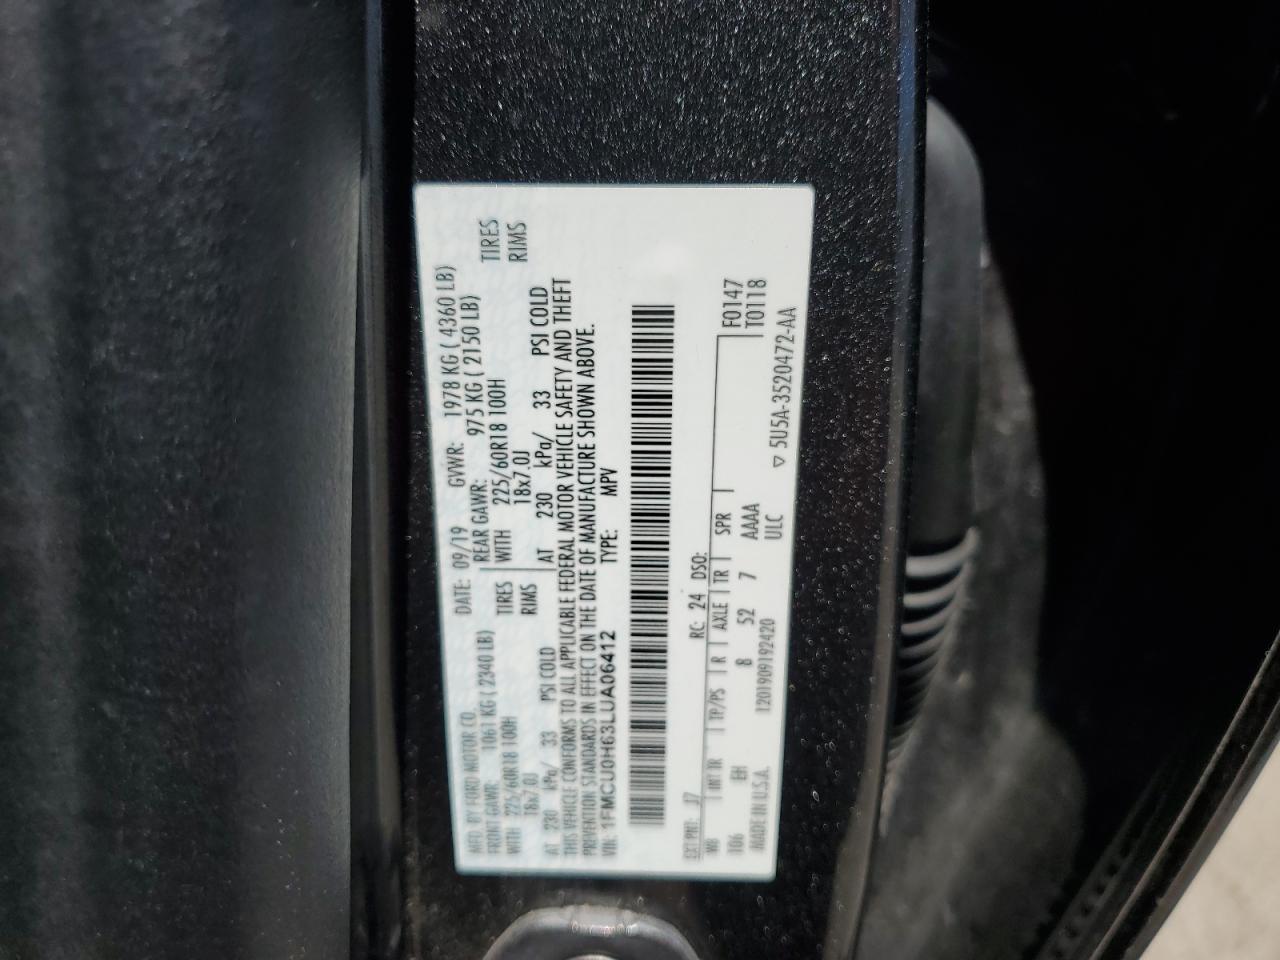 MFD. BY FORD MOTOR CO.
DATE: 09/19 GVWR: 1978 KG ( 4360 LB)
FRONT GAWR: 1061 KG ( 2340 LB) REAR GAWR: 975 KG ( 2150 LB)
WITH 225/60R18 100H TIRES WITH 225/60R18 100H TIRES
18x7.0J RIMS 18x7.0J RIMS
AT 230 kPa/ 33 PSI COLD AT 230 kPa/ 33 PSI COLD
THIS VEHICLE CONFORMS TO ALL APPLICABLE FEDERAL MOTOR VEHICLE SAFETY AND THEFT
PREVENTION STANDARDS IN EFFECT ON THE DATE OF MANUFACTURE SHOWN ABOVE.
VIN: 1FMCU0H63LUA06412 TYPE: MPV
EXT PNT: J7 RC: 24 DSO: F0147
WB INT TR TP/PS R AXLE TR SPR T0118
106 EH 8 52 7 AAAA
MADE IN U.S.A. 1201909192420 ULC
▽ 5U5A-3520472-AA